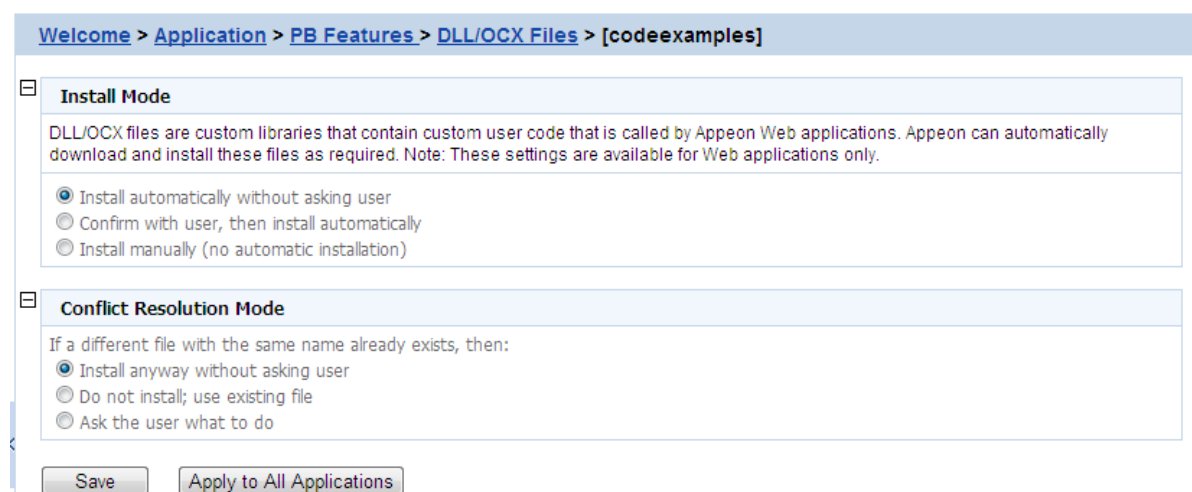 Welcome > Application > PB Features > DLL/OCX Files > [codeexamples]
Install Mode
DLL/OCX files are custom libraries that contain custom user code that is called by Appeon Web applications. Appeon can automatically
download and install these files as required. Note: These settings are available for Web applications only.
Install automatically without asking user
Confirm with user, then install automatically
Install manually (no automatic installation)
Conflict Resolution Mode
If a different file with the same name already exists, then:
Install anyway without asking user
Do not install; use existing file
Ask the user what to do
Save Apply to All Applications